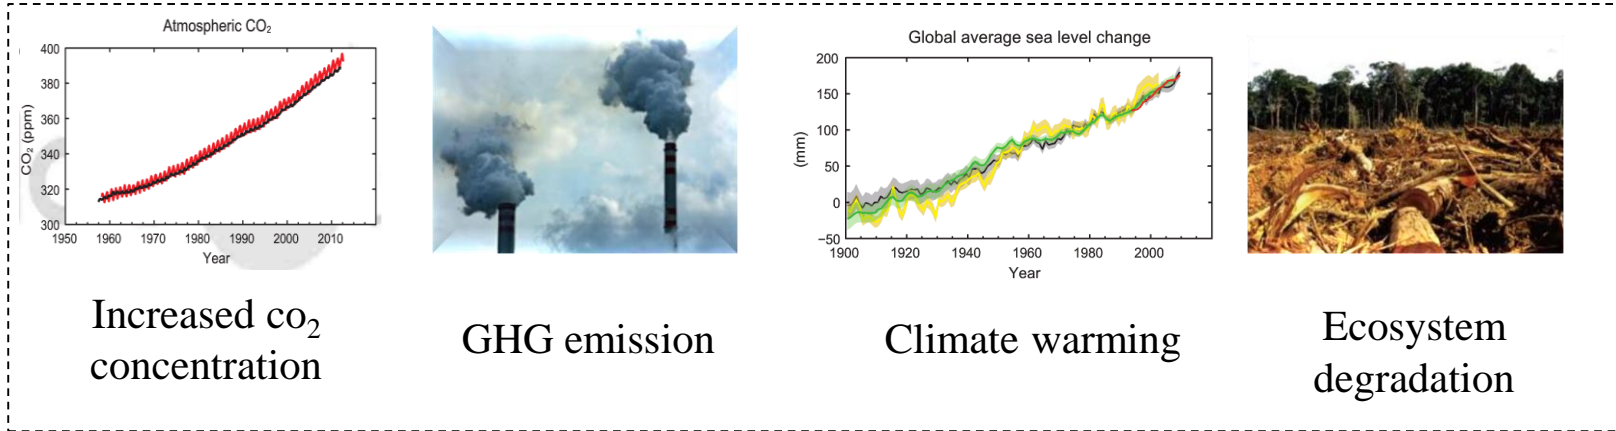 Atmospheric CO₂
400
380
360
340
320
300
CO₂ (ppm)
1950 1960 1970 1980 1990 2000 2010
Year
Increased co₂
concentration
GHG emission
Global average sea level change
200
150
100
50
0
−50
(mm)
1900 1920 1940 1960 1980 2000
Year
Climate warming
Ecosystem
degradation